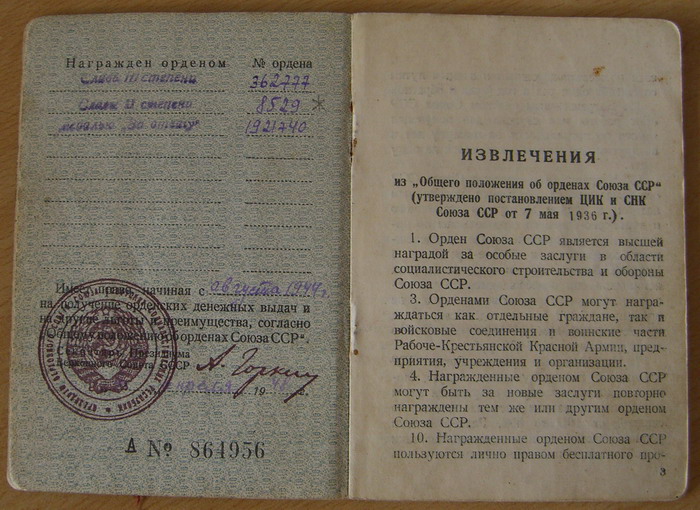 Награжден орденом № ордена
Слава III степени 362777
Слава II степени 8529
медалью „За отвагу" 1921740
Имеет право, начиная с августа 1944 г.
на получение орденских денежных выдач и
на другие льготы и преимущества, согласно
„Общему положению об орденах Союза ССР".
Секретарь Президиума
Верховного Совета СССР А. Горкин
А № 864956
ИЗВЛЕЧЕНИЯ
из „Общего положения об орденах Союза ССР"
(утверждено постановлением ЦИК и СНК
Союза ССР от 7 мая 1936 г.).
1. Орден Союза ССР является высшей
наградой за особые заслуги в области
социалистического строительства и обороны
Союза ССР.
3. Орденами Союза ССР могут награ-
ждаться как отдельные граждане, так и
войсковые соединения и воинские части
Рабоче-Крестьянской Красной Армии, пред-
приятия, учреждения и организации.
4. Награжденные орденом Союза ССР
могут быть за новые заслуги повторно
награждены тем же или другим орденом
Союза ССР.
10. Награжденные орденом Союза ССР
пользуются лично правом бесплатного про-
3